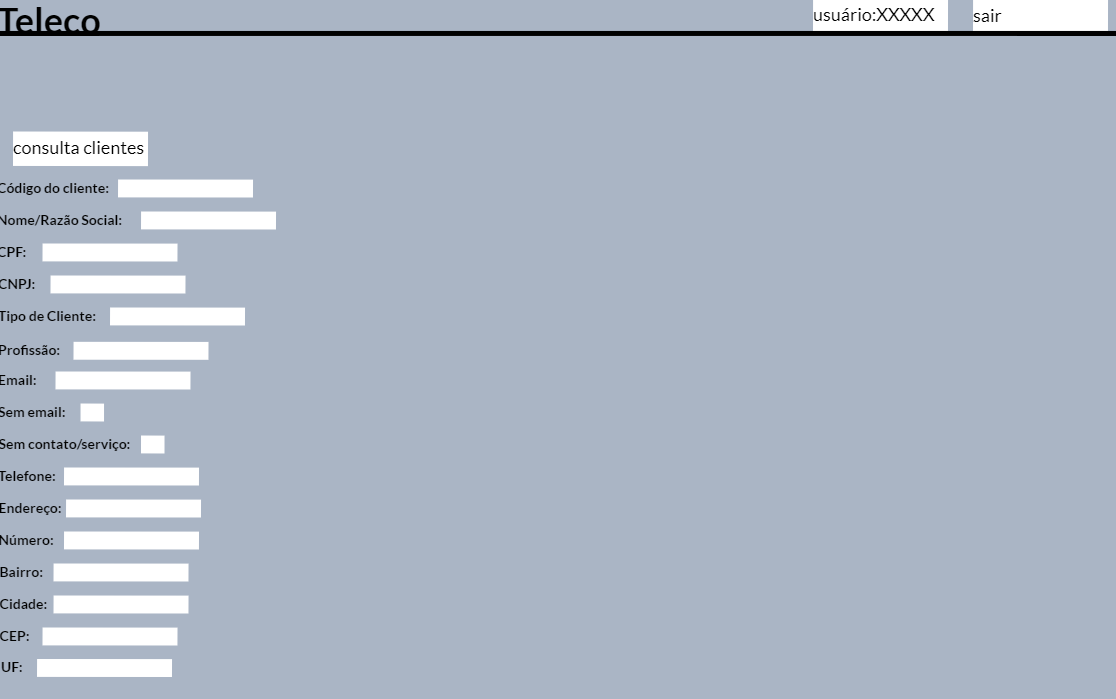 Teleco
usuário:XXXXX
sair
consulta clientes
Código do cliente:
Nome/Razão Social:
CPF:
CNPJ:
Tipo de Cliente:
Profissão:
Email:
Sem email:
Sem contato/serviço:
Telefone:
Endereço:
Número:
Bairro:
Cidade:
CEP:
UF: